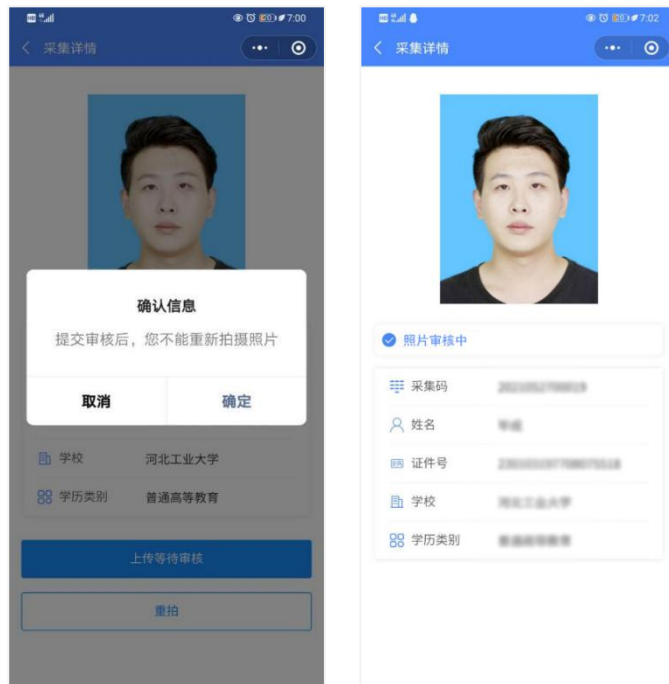 7:00
采集详情
确认信息
提交审核后，您不能重新拍摄照片
取消
确定
学校 河北工业大学
学历类别 普通高等教育
上传等待审核
重拍
7:02
采集详情
照片审核中
采集码
姓名
证件号
学校
学历类别